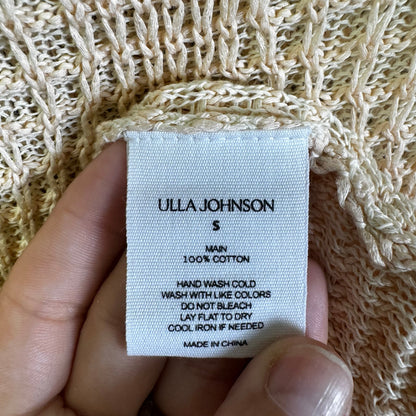 ULLA JOHNSON
S
MAIN
100% COTTON
HAND WASH COLD
WASH WITH LIKE COLORS
DO NOT BLEACH
LAY FLAT TO DRY
COOL IRON IF NEEDED
MADE IN CHINA